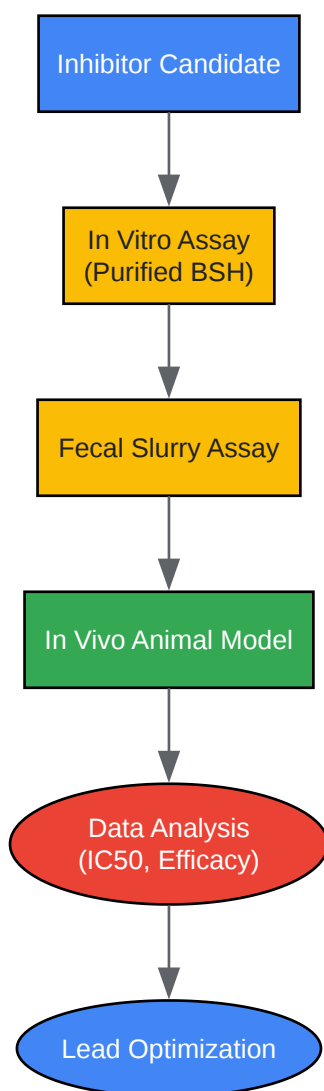 Inhibitor Candidate
In Vitro Assay
(Purified BSH)
Fecal Slurry Assay
In Vivo Animal Model
Data Analysis
(IC50, Efficacy)
Lead Optimization